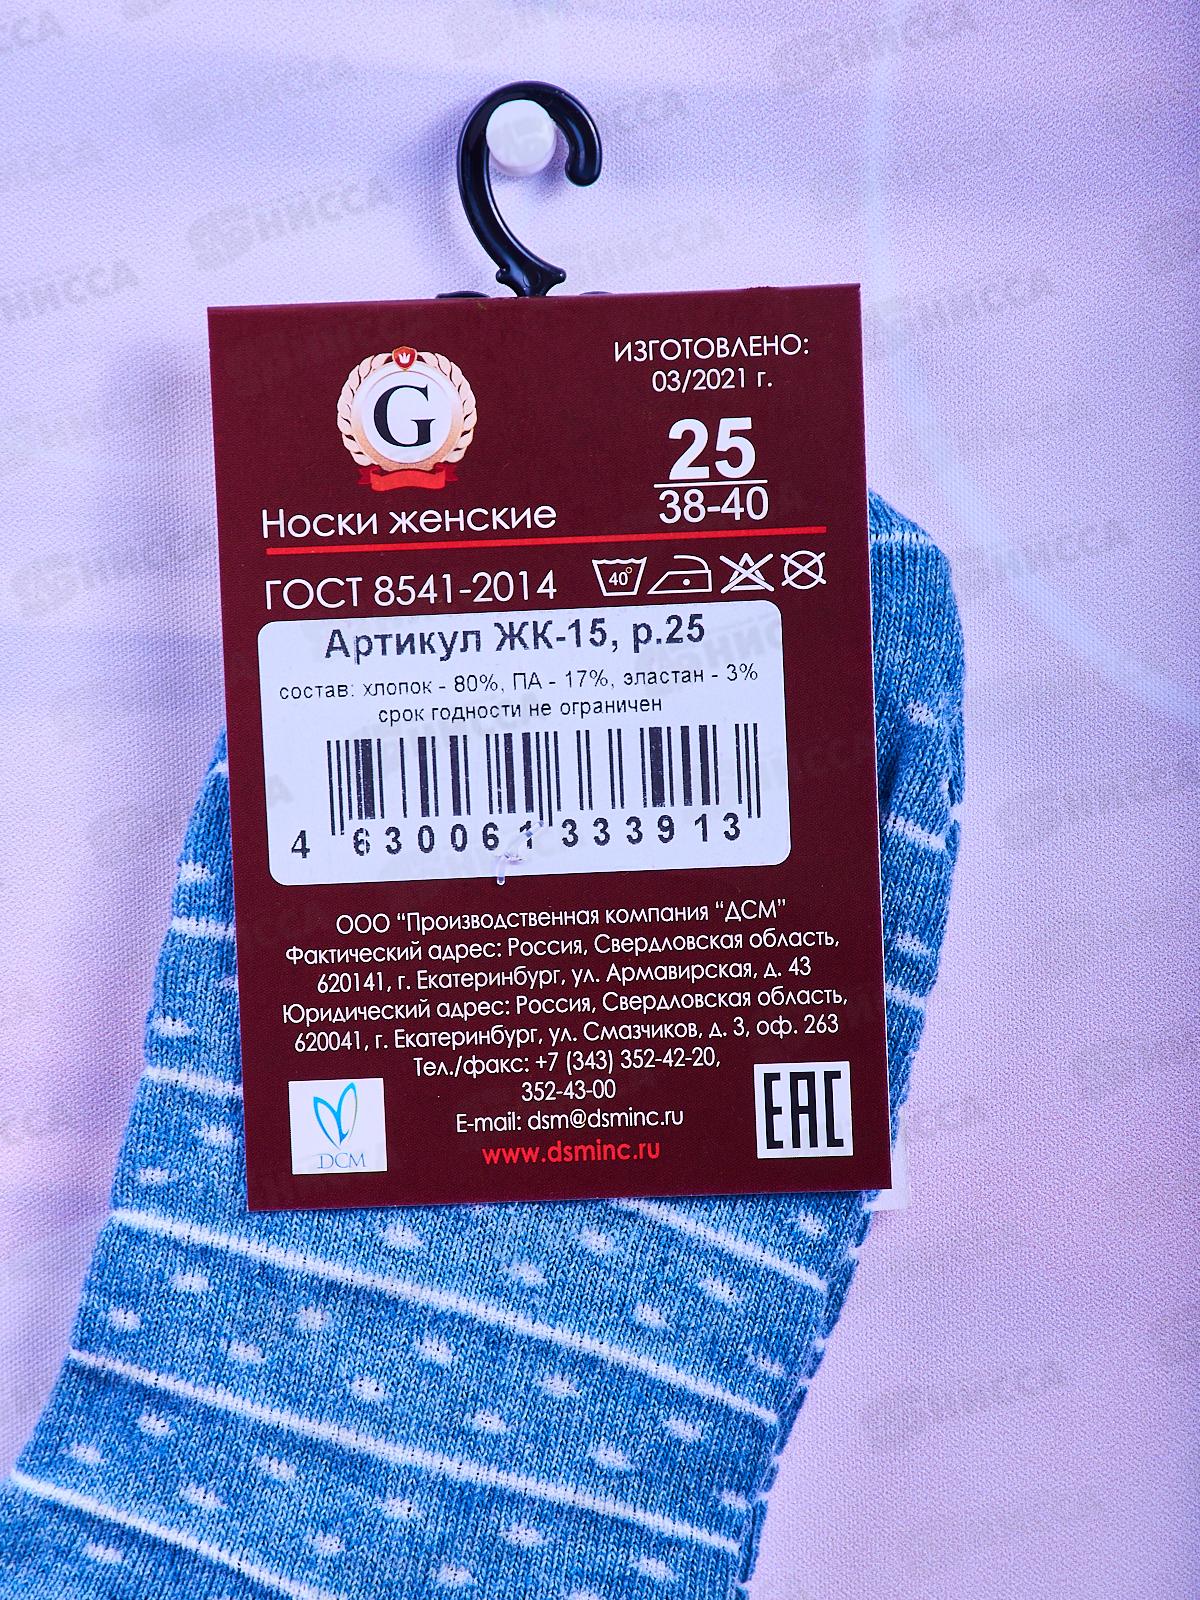 НИССА
G
ИЗГОТОВЛЕНО:
03/2021 г.
25
38-40
Носки женские
ГОСТ 8541-2014
40°
Артикул ЖК-15, р.25
состав: хлопок - 80%, ПА - 17%, эластан - 3%
срок годности не ограничен
4 630061 333913
ООО “Производственная компания “ДСМ”
Фактический адрес: Россия, Свердловская область,
620141, г. Екатеринбург, ул. Армавирская, д. 43
Юридический адрес: Россия, Свердловская область,
620041, г. Екатеринбург, ул. Смазчиков, д. 3, оф. 263
Тел./факс: +7 (343) 352-42-20,
352-43-00
E-mail: dsm@dsminc.ru
www.dsminc.ru
DCM
EAC